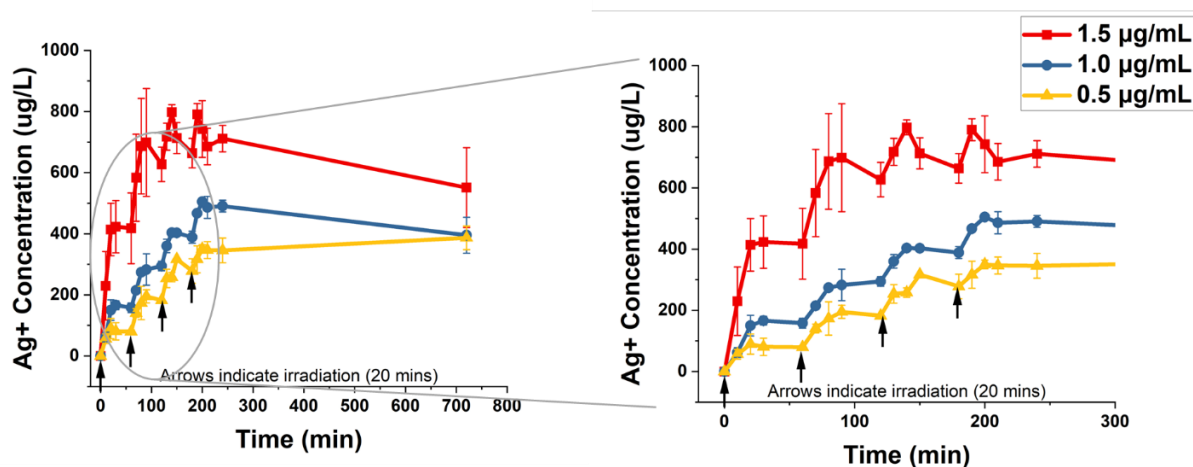 1000
800
600
400
200
0
Ag+ Concentration (ug/L)
Arrows indicate irradiation (20 mins)
0 100 200 300 400 500 600 700 800
Time (min)
1.5 µg/mL
1.0 µg/mL
0.5 µg/mL
1000
800
600
400
200
0
Ag+ Concentration (ug/L)
Arrows indicate irradiation (20 mins)
0 100 200 300
Time (min)